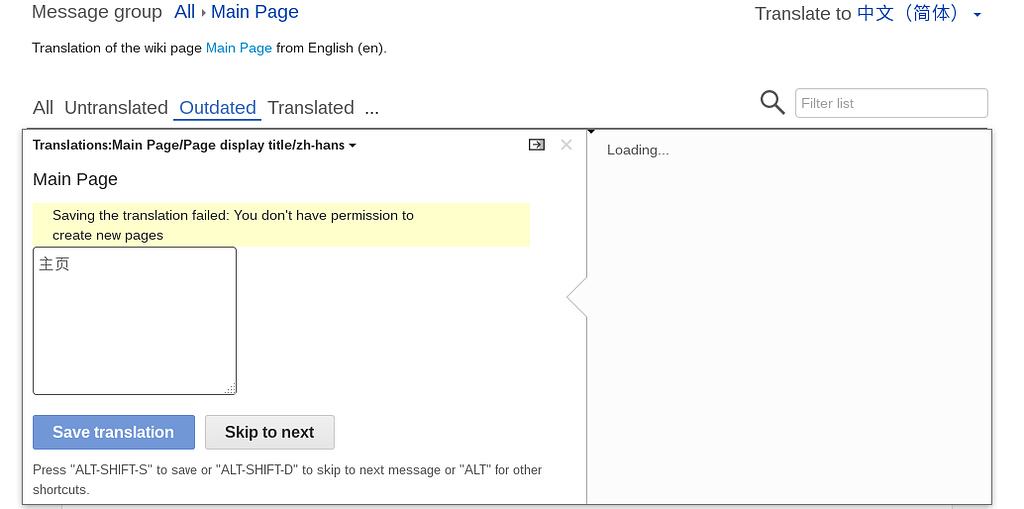 Message group All Main Page
Translate to 中文（简体）
Translation of the wiki page Main Page from English (en).
All Untranslated Outdated Translated ...
Filter list
Translations:Main Page/Page display title/zh-hans
Loading...
Main Page
Saving the translation failed: You don't have permission to
create new pages
主页
Save translation
Skip to next
Press "ALT-SHIFT-S" to save or "ALT-SHIFT-D" to skip to next message or "ALT" for other
shortcuts.